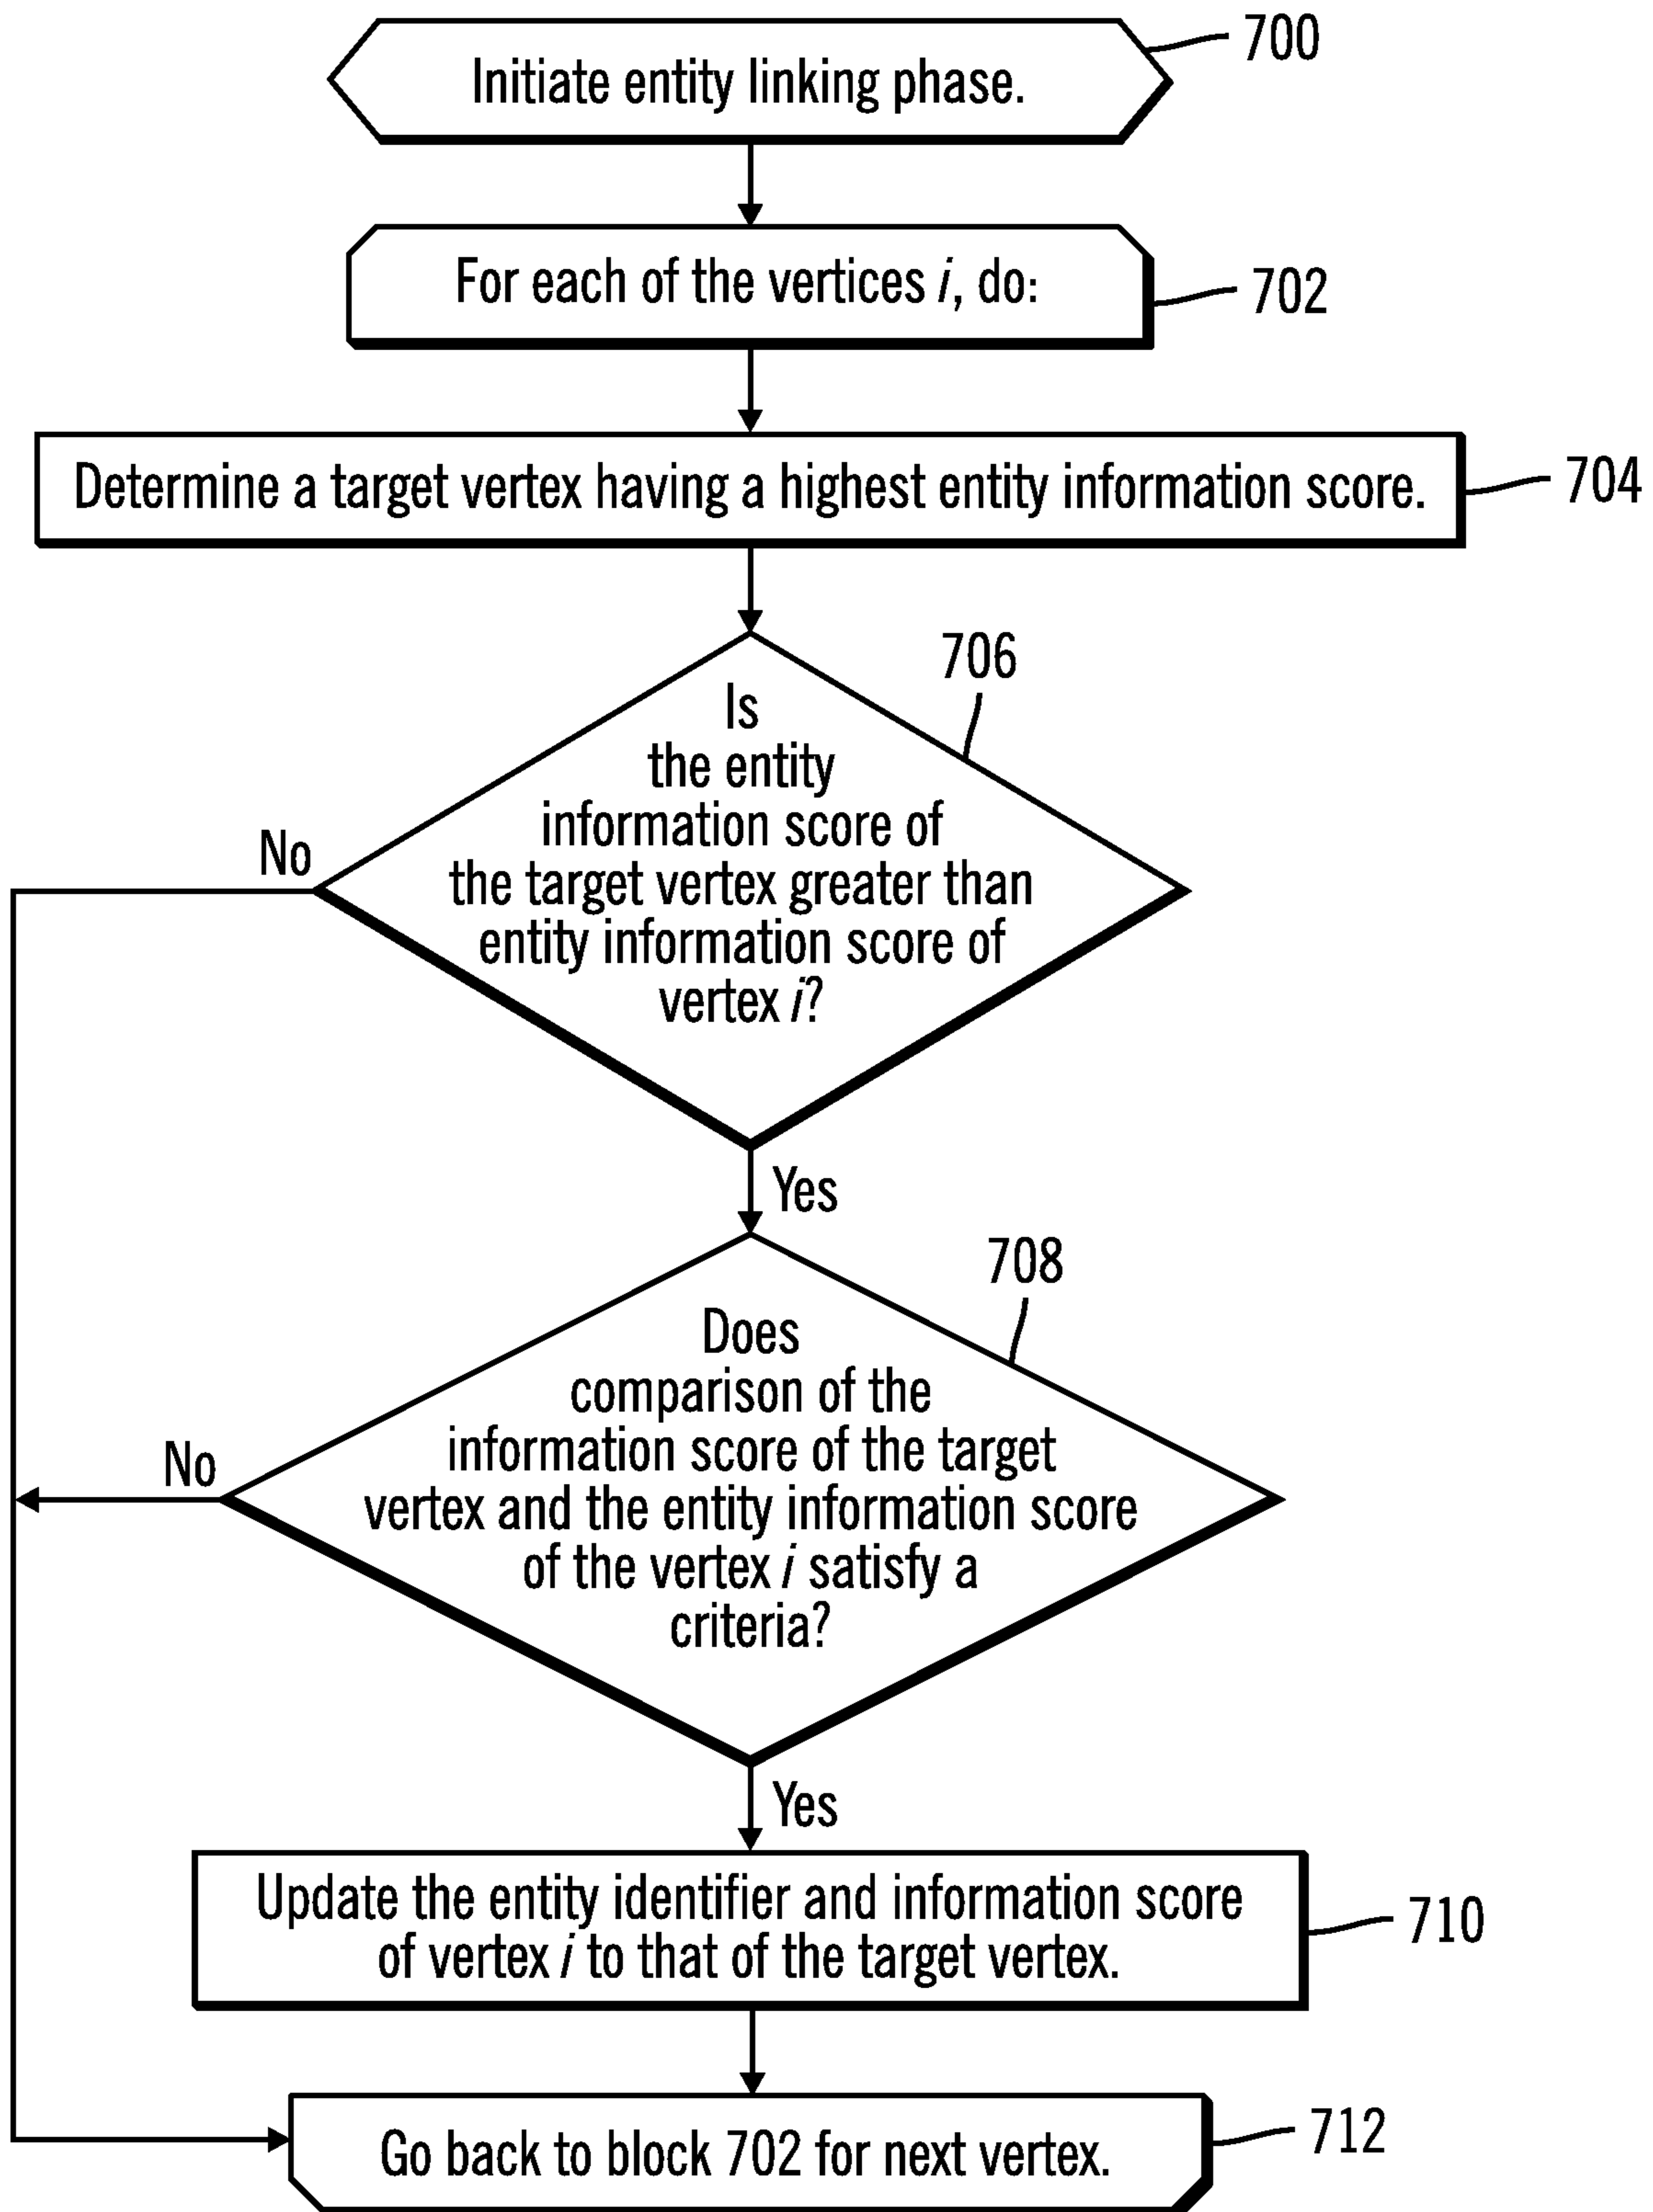 Initiate entity linking phase.
700
For each of the vertices i, do:
702
Determine a target vertex having a highest entity information score.
704
706
Is
the entity
information score of
the target vertex greater than
entity information score of
vertex i?
No
Yes
708
Does
comparison of the
information score of the target
vertex and the entity information score
of the vertex i satisfy a
criteria?
No
Yes
Update the entity identifier and information score
of vertex i to that of the target vertex.
710
Go back to block 702 for next vertex.
712